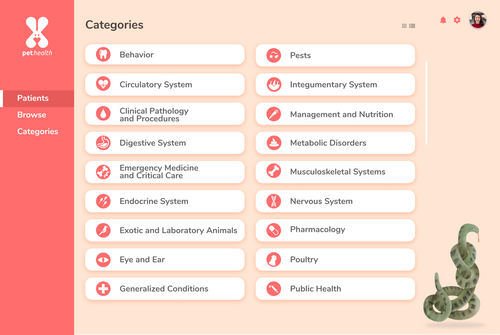 pethealth
Patients
Browse
Categories
Categories
Behavior
Circulatory System
Clinical Pathology
and Procedures
Digestive System
Emergency Medicine
and Critical Care
Endocrine System
Exotic and Laboratory Animals
Eye and Ear
Generalized Conditions
Pests
Integumentary System
Management and Nutrition
Metabolic Disorders
Musculoskeletal Systems
Nervous System
Pharmacology
Poultry
Public Health